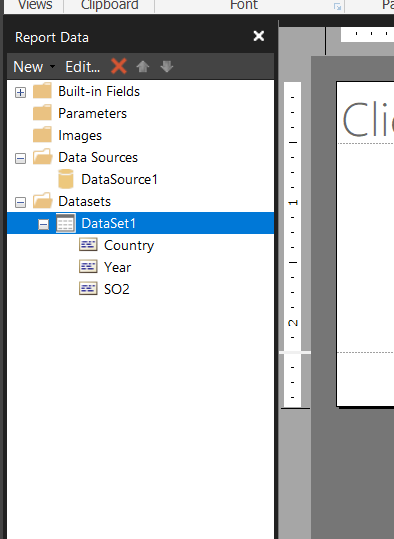 Views
Clipboard
Font
Report Data
New Edit...
Built-in Fields
Parameters
Images
Data Sources
DataSource1
Datasets
DataSet1
Country
Year
SO2
Clic
1
2